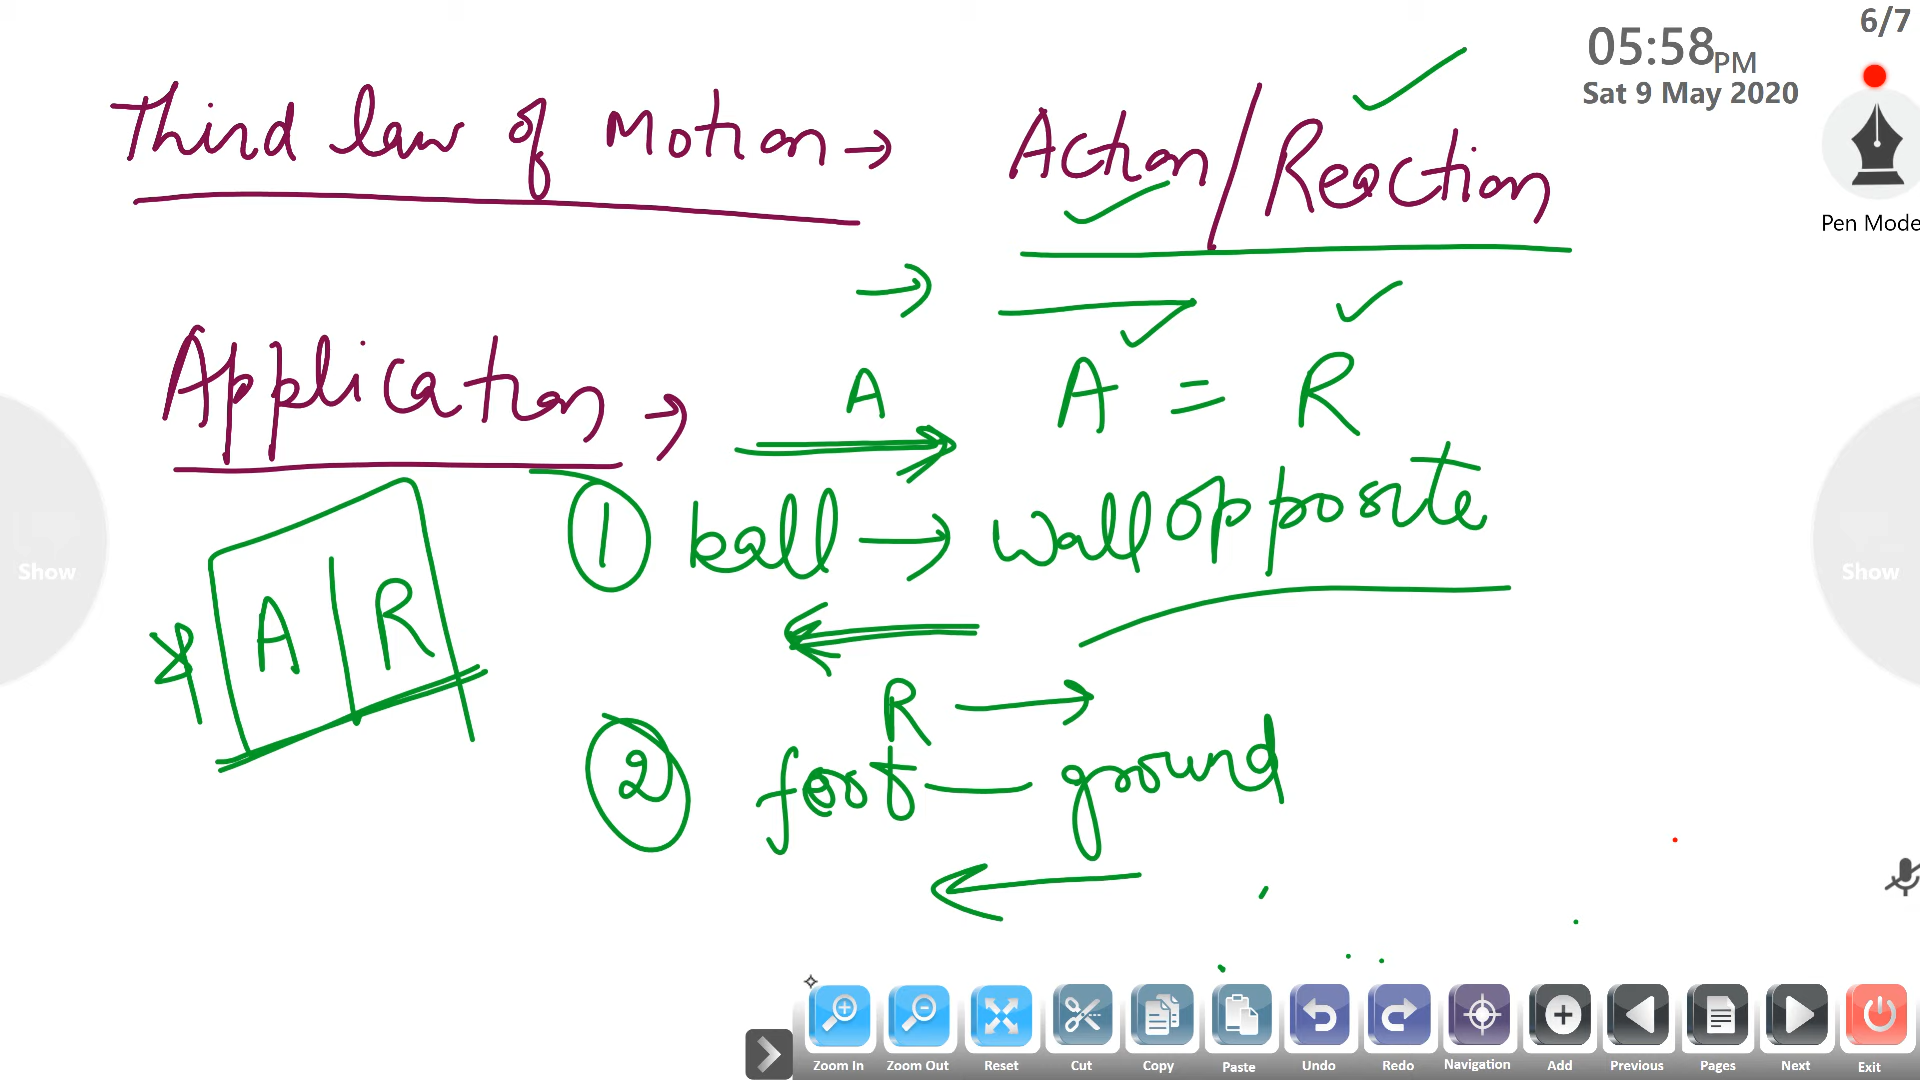 6/7
05:58PM
Sat 9 May 2020
Pen Mode
Third law of Motion → Action/Reaction
→
Application →
A
A = R
1 ball → wall opposite
A R
R →
2 foot — ground
Show
Show
Zoom In Zoom Out Reset Cut Copy Paste Undo Redo Navigation Add Previous Pages Next Exit